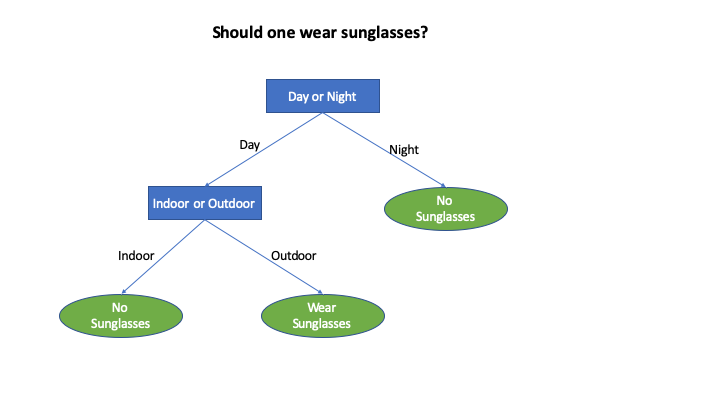 Should one wear sunglasses?
Day or Night
Day
Night
Indoor or Outdoor
No
Sunglasses
Indoor
Outdoor
No
Sunglasses
Wear
Sunglasses